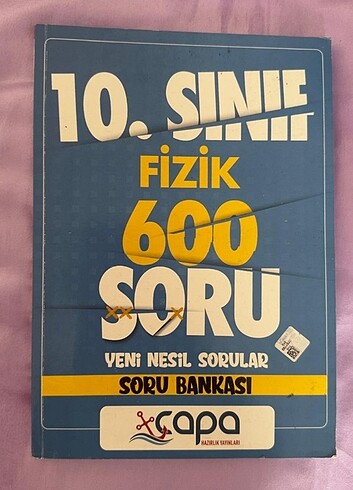 10. SINIF
FİZİK
600
SORU
YENİ NESİL SORULAR
SORU BANKASI
çapa
HAZIRLIK YAYINLARI